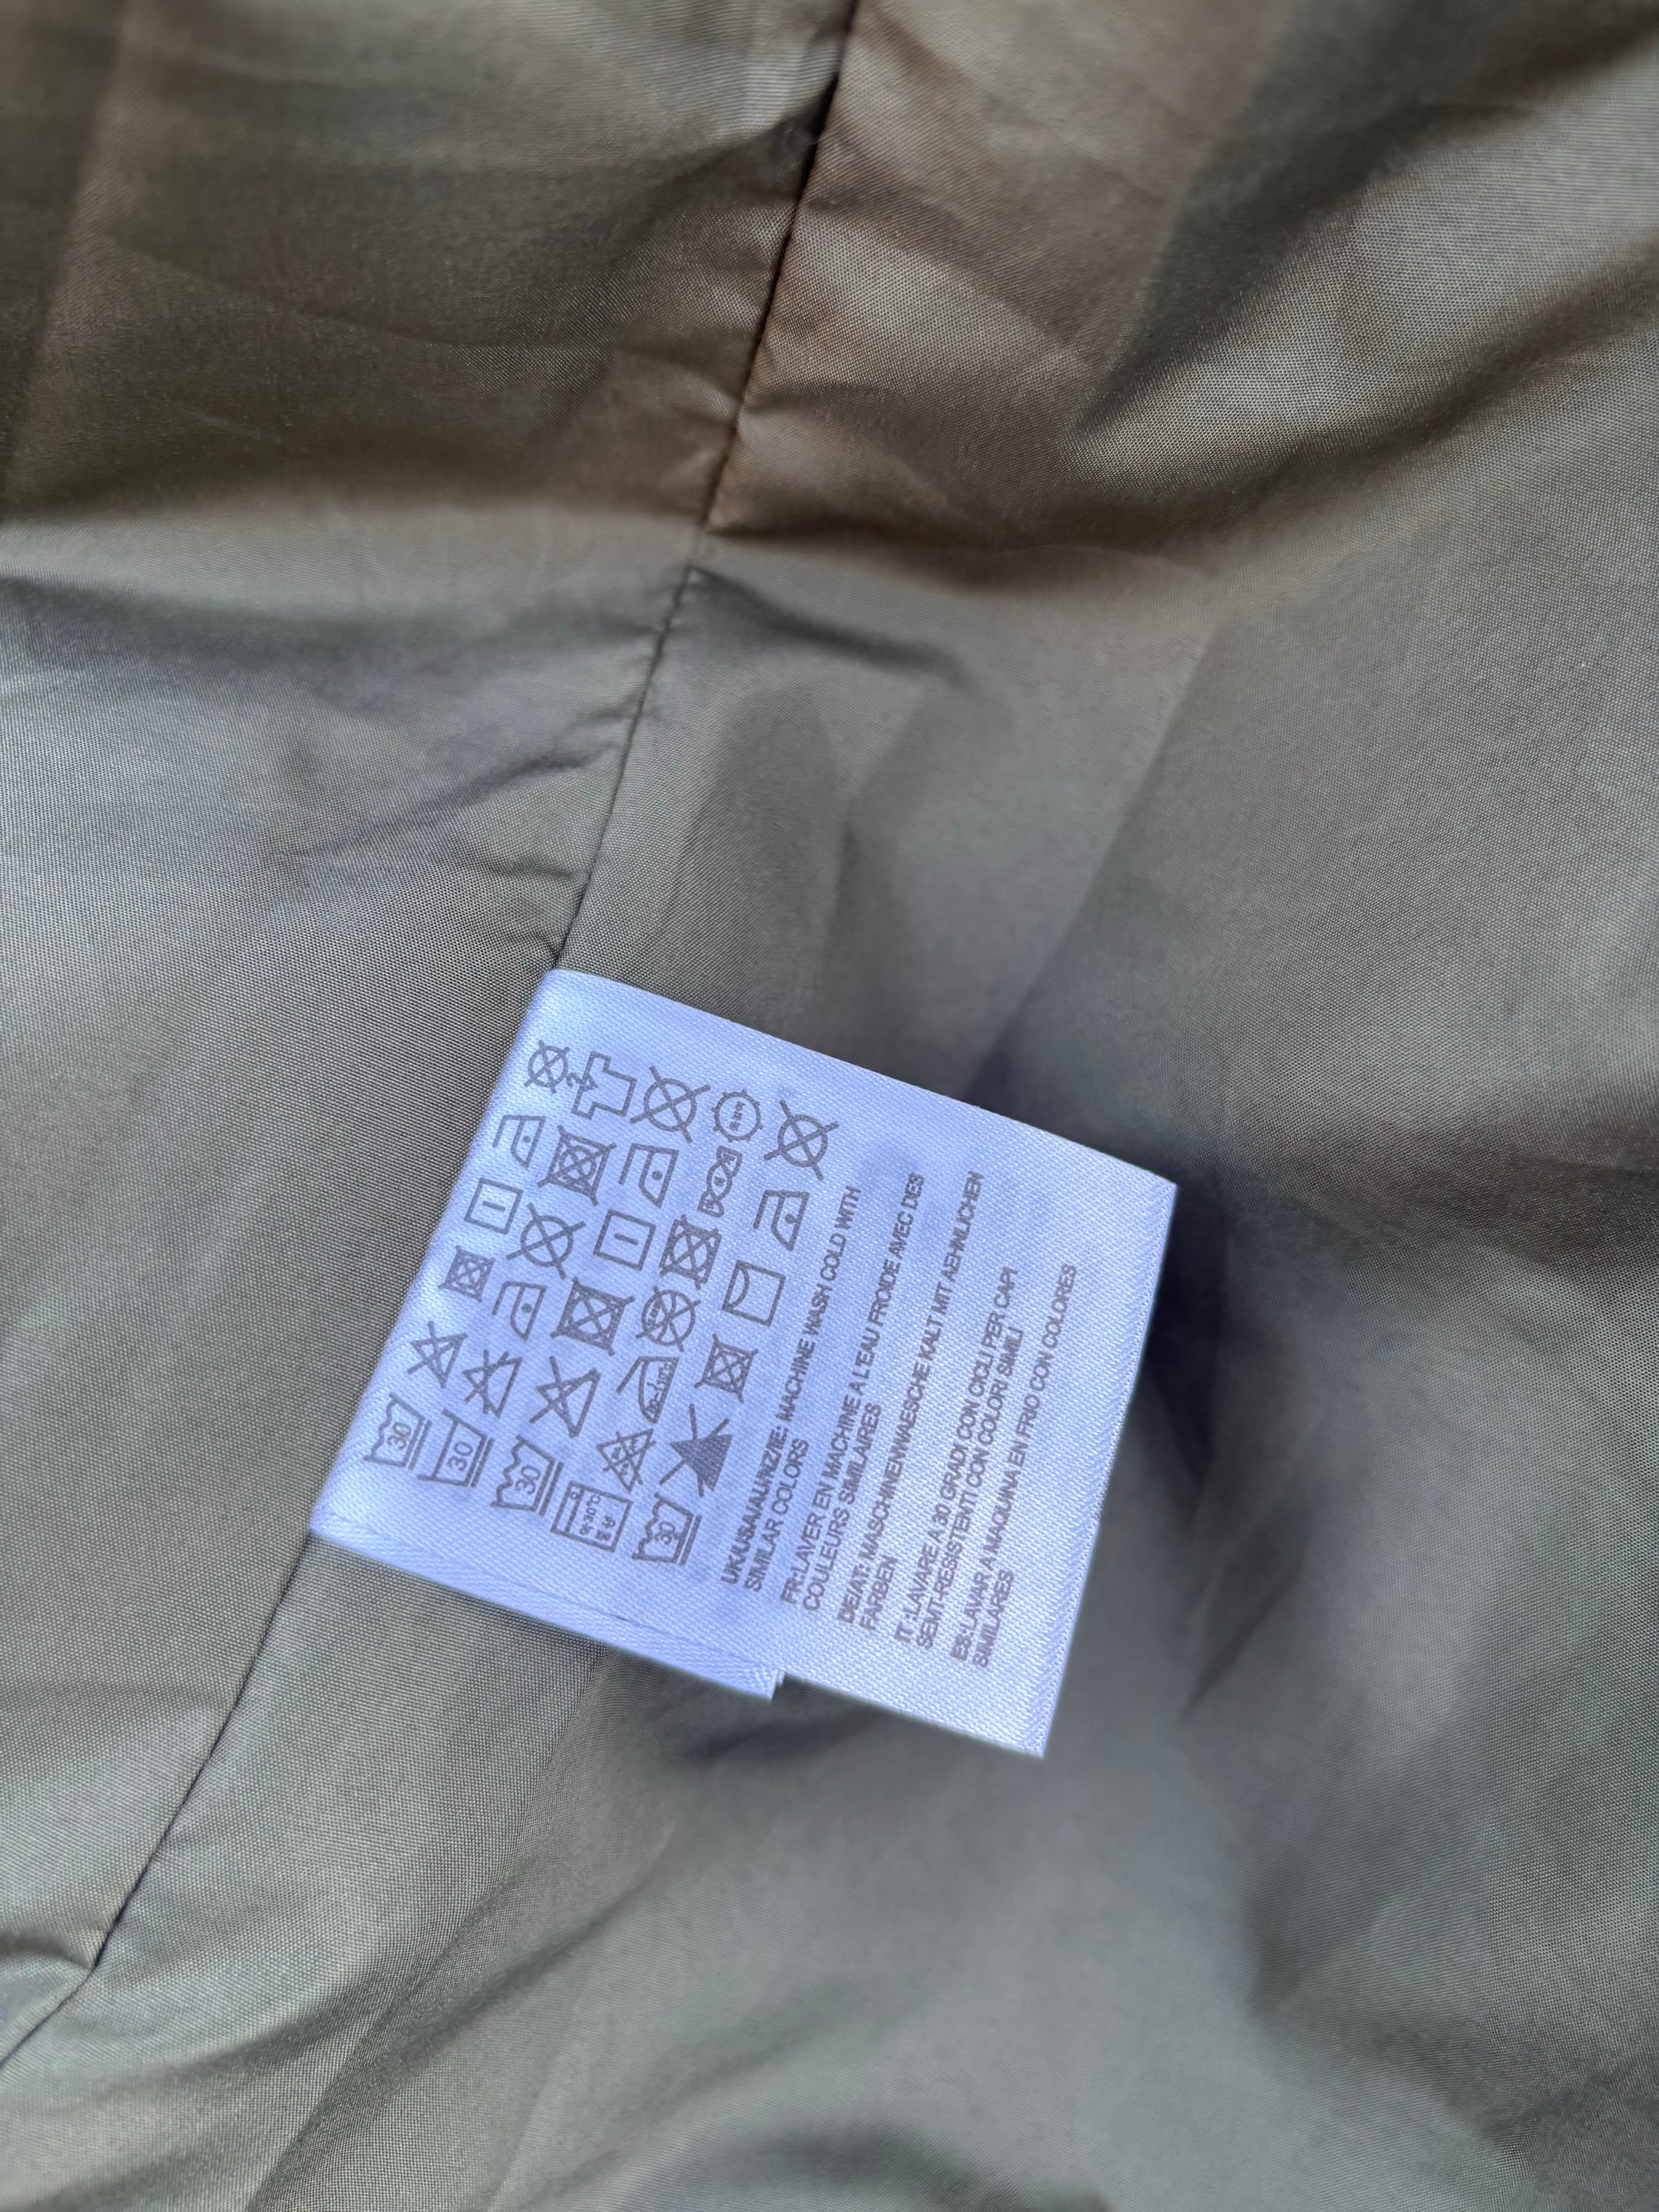 30
30
30
30
UK/USA/AU/NZ/IE: MACHINE WASH COLD WITH
SIMILAR COLORS
FR:LAVER EN MACHINE A L'EAU FROIDE AVEC DES
COULEURS SIMILAIRES
DE/AT: MASCHINENWAESCHE KALT MIT AEHNLICHEN
FARBEN
IT:LAVARE A 30 GRADI CON CICLI PER CAPI
SEMI-RESISTENTI CON COLORI SIMILI
ES:LAVAR A MAQUINA EN FRIO CON COLORES
SIMILARES